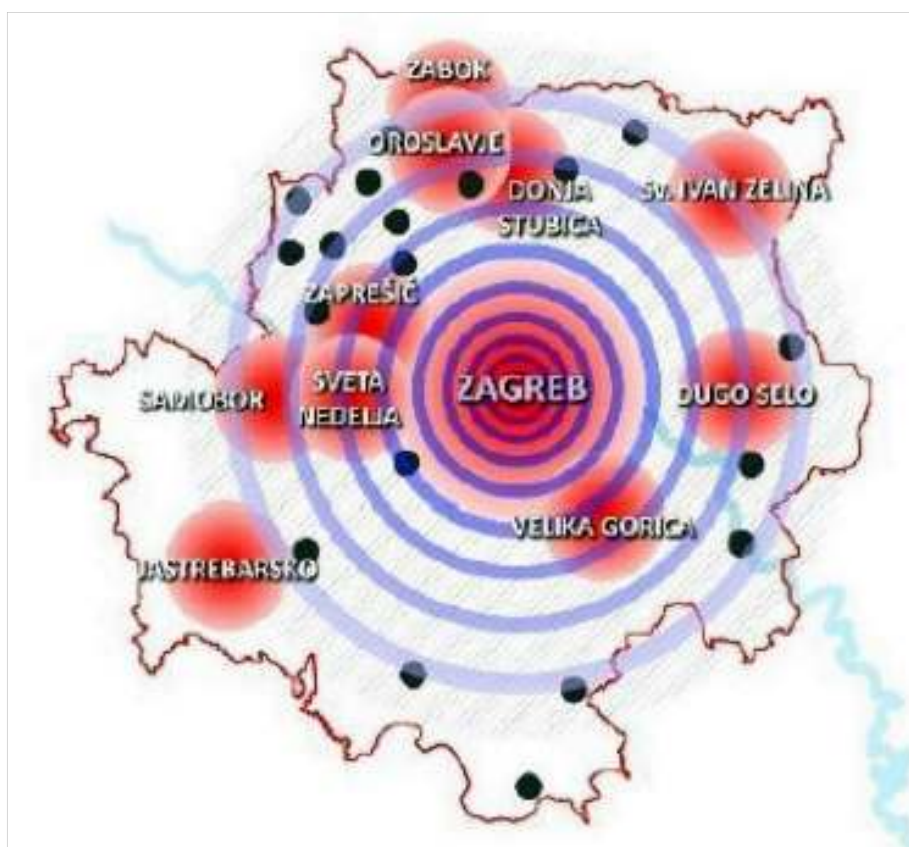 ZABOK
OROSLAVJE
DONJA
STUBICA
Sv. IVAN ZELINA
ZAPREŠIĆ
SAMOBOR
SVETA
NEDELJA
ZAGREB
DUGO SELO
VELIKA GORICA
JASTREBARSKO